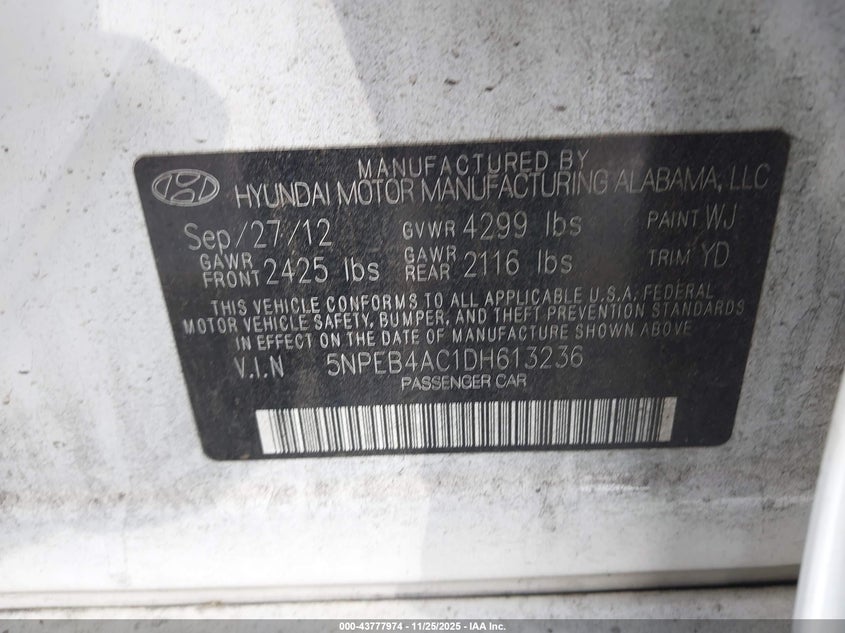 MANUFACTURED BY
HYUNDAI MOTOR MANUFACTURING ALABAMA, LLC
Sep/27/12 GVWR 4299 lbs PAINT WJ
GAWR FRONT 2425 lbs GAWR REAR 2116 lbs TRIM YD
THIS VEHICLE CONFORMS TO ALL APPLICABLE U.S.A. FEDERAL
MOTOR VEHICLE SAFETY, BUMPER, AND THEFT PREVENTION STANDARDS
IN EFFECT ON THE DATE OF MANUFACTURE SHOWN ABOVE
V.I.N 5NPEB4AC1DH613236
PASSENGER CAR
000-43777974 - 11/25/2025 - IAA Inc.